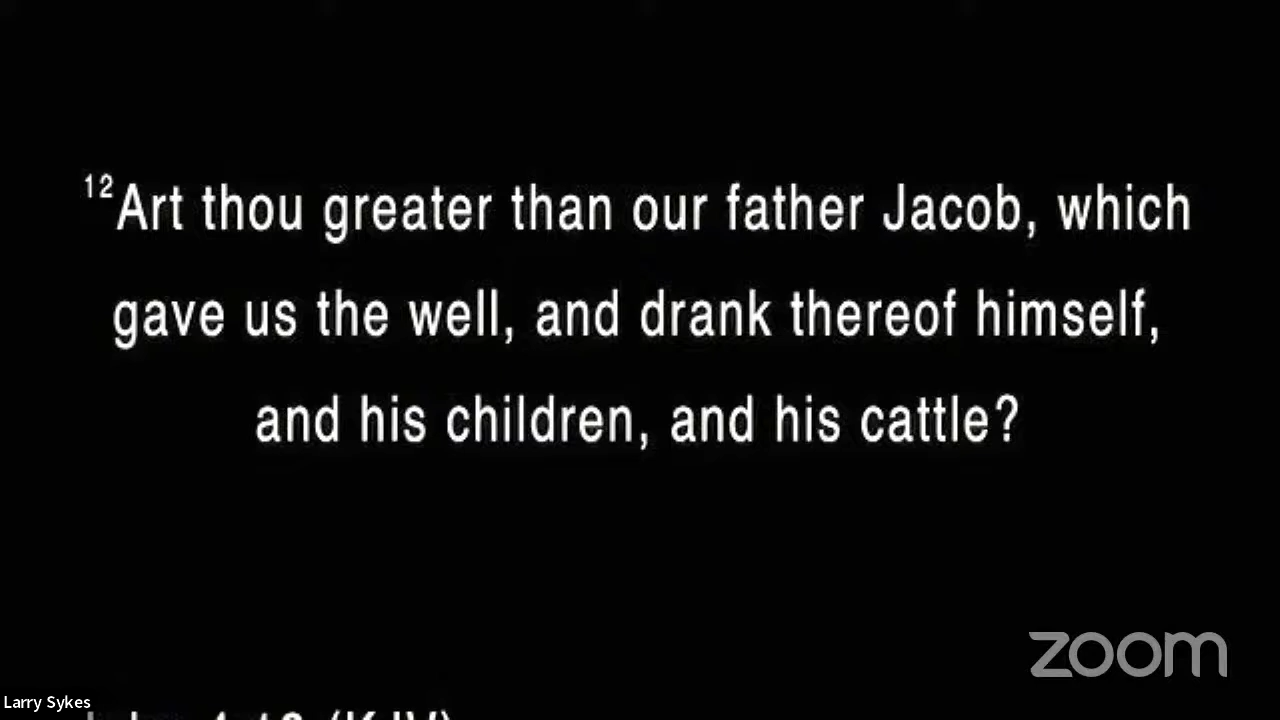 12Art thou greater than our father Jacob, which
gave us the well, and drank thereof himself,
and his children, and his cattle?
zoom
Larry Sykes
(KJV)